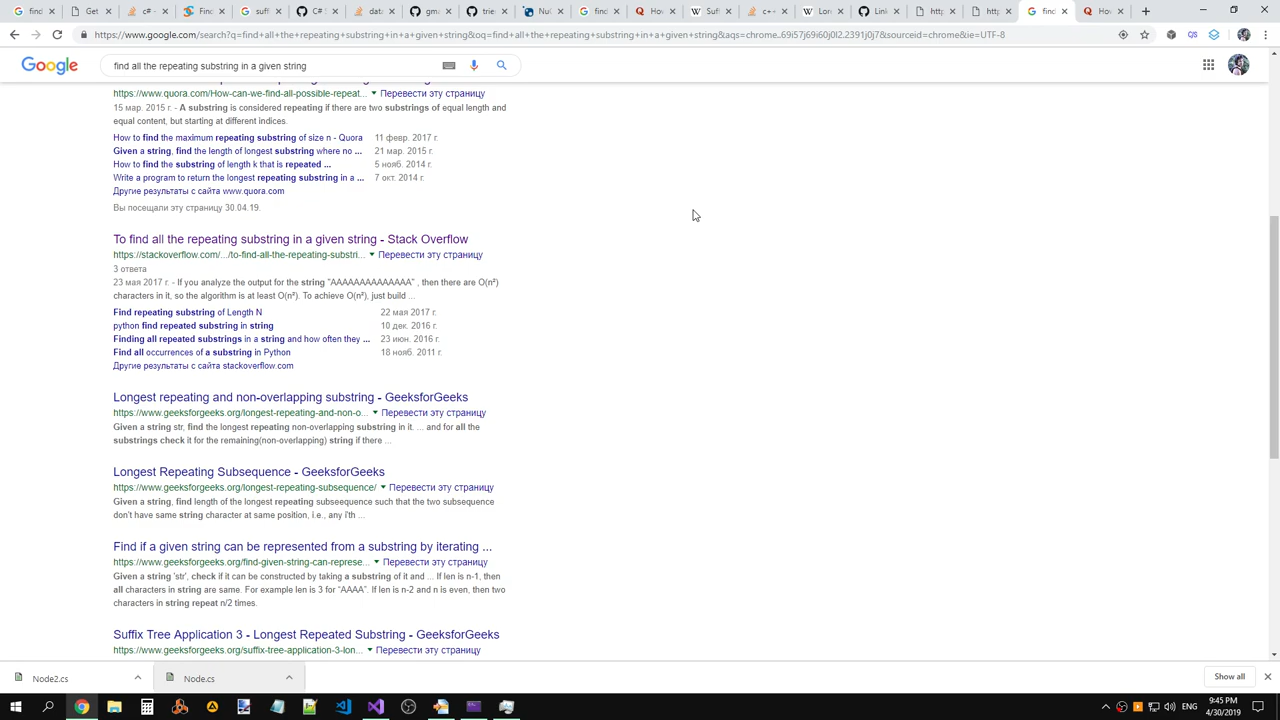 find
Get
c# -
Find
suff
C# :
data
gma
trie
Nu
find
Hov
Suf
c++
Lor
Link
http
http
find
Hov
https://www.google.com/search?q=find+all+the+repeating+substring+in+a+given+string&oq=find+all+the+repeating+substring+in+a+given+string&aqs=chrome..69i57j69i60j0l2.2391j0j7&sourceid=chrome&ie=UTF-8
Google
find all the repeating substring in a given string
https://www.quora.com/How-can-we-find-all-possible-repeat... Перевести эту страницу
15 мар. 2015 г. - A substring is considered repeating if there are two substrings of equal length and
equal content, but starting at different indices.
How to find the maximum repeating substring of size n - Quora 11 февр. 2017 г.
Given a string, find the length of longest substring where no ... 21 мар. 2015 г.
How to find the substring of length k that is repeated ... 5 нояб. 2014 г.
Write a program to return the longest repeating substring in a ... 7 окт. 2014 г.
Другие результаты с сайта www.quora.com
Вы посещали эту страницу 30.04.19.
To find all the repeating substring in a given string - Stack Overflow
https://stackoverflow.com/.../to-find-all-the-repeating-substri... Перевести эту страницу
3 ответа
23 мая 2017 г. - If you analyze the output for the string "AAAAAAAAAAAAAA" , then there are O(n²)
characters in it, so the algorithm is at least O(n²). To achieve O(n²), just build ...
Find repeating substring of Length N 22 мая 2017 г.
python find repeated substring in string 10 дек. 2016 г.
Finding all repeated substrings in a string and how often they ... 23 июн. 2016 г.
Find all occurrences of a substring in Python 18 нояб. 2011 г.
Другие результаты с сайта stackoverflow.com
Longest repeating and non-overlapping substring - GeeksforGeeks
https://www.geeksforgeeks.org/longest-repeating-and-non-o... Перевести эту страницу
Given a string str, find the longest repeating non-overlapping substring in it. ... and for all the
substrings check it for the remaining(non-overlapping) string if there ...
Longest Repeating Subsequence - GeeksforGeeks
https://www.geeksforgeeks.org/longest-repeating-subsequence/ Перевести эту страницу
Given a string, find length of the longest repeating subseequence such that the two subsequence
don't have same string character at same position, i.e., any i'th ...
Find if a given string can be represented from a substring by iterating ...
https://www.geeksforgeeks.org/find-given-string-can-represe... Перевести эту страницу
Given a string 'str', check if it can be constructed by taking a substring of it and ... If len is n-1, then
all characters in string are same. For example len is 3 for "AAAA". If len is n-2 and n is even, then two
characters in string repeat n/2 times.
Suffix Tree Application 3 - Longest Repeated Substring - GeeksforGeeks
https://www.geeksforgeeks.org/suffix-tree-application-3-lon... Перевести эту страницу
Node2.cs
Node.cs
Show all
ENG
9:45 PM
4/30/2019